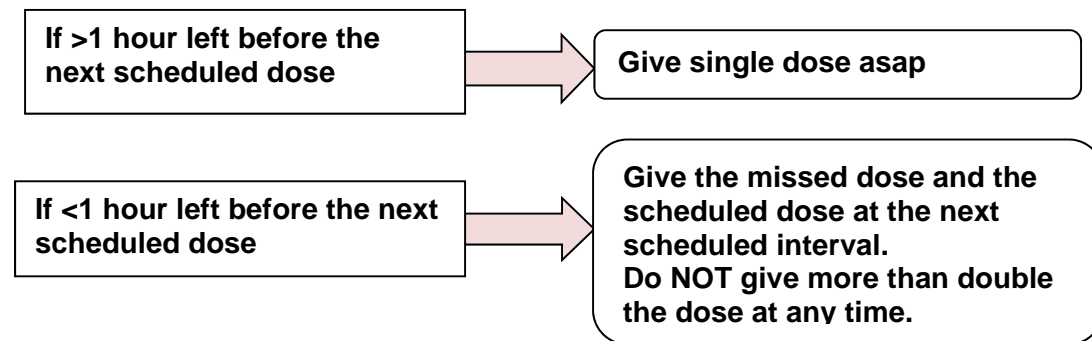 If >1 hour left before the
next scheduled dose
Give single dose asap
If <1 hour left before the next
scheduled dose
Give the missed dose and the
scheduled dose at the next
scheduled interval.
Do NOT give more than double
the dose at any time.